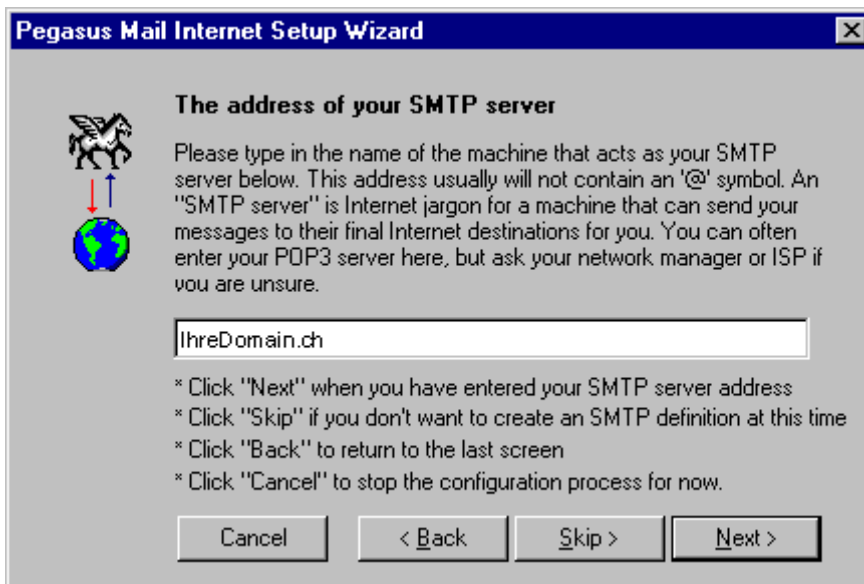 Pegasus Mail Internet Setup Wizard
The address of your SMTP server
Please type in the name of the machine that acts as your SMTP
server below. This address usually will not contain an '@' symbol. An
"SMTP server" is Internet jargon for a machine that can send your
messages to their final Internet destinations for you. You can often
enter your POP3 server here, but ask your network manager or ISP if
you are unsure.
IhreDomain.ch
* Click "Next" when you have entered your SMTP server address
* Click "Skip" if you don't want to create an SMTP definition at this time
* Click "Back" to return to the last screen
* Click "Cancel" to stop the configuration process for now.
Cancel < Back Skip > Next >